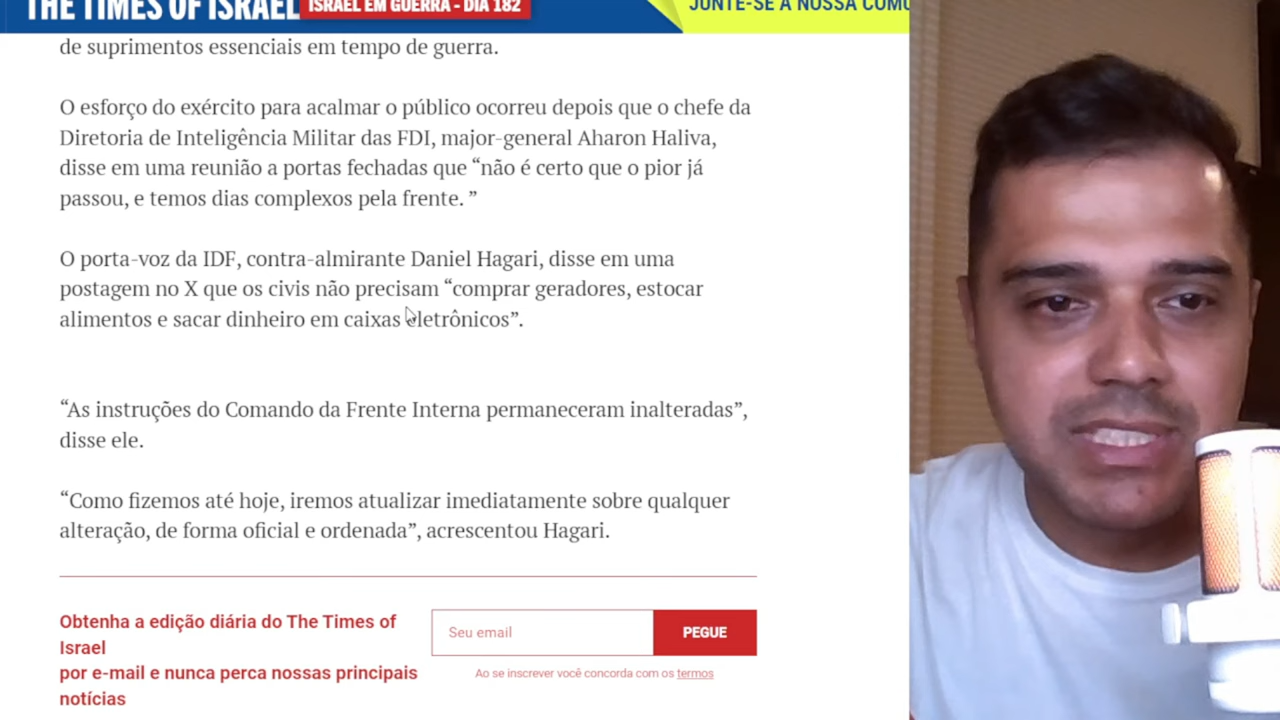 THE TIMES OF ISRAEL
ISRAEL EM GUERRA - DIA 182
JUNTE-SE À NOSSA
de suprimentos essenciais em tempo de guerra.
O esforço do exército para acalmar o público ocorreu depois que o chefe da
Diretoria de Inteligência Militar das FDI, major-general Aharon Haliva,
disse em uma reunião a portas fechadas que “não é certo que o pior já
passou, e temos dias complexos pela frente. ”
O porta-voz da IDF, contra-almirante Daniel Hagari, disse em uma
postagem no X que os civis não precisam “comprar geradores, estocar
alimentos e sacar dinheiro em caixas eletrônicos”.
“As instruções do Comando da Frente Interna permaneceram inalteradas”,
disse ele.
“Como fizemos até hoje, iremos atualizar imediatamente sobre qualquer
alteração, de forma oficial e ordenada”, acrescentou Hagari.
Obtenha a edição diária do The Times of
Israel
por e-mail e nunca perca nossas principais
notícias
Seu email
PEGUE
Ao se inscrever você concorda com os termos